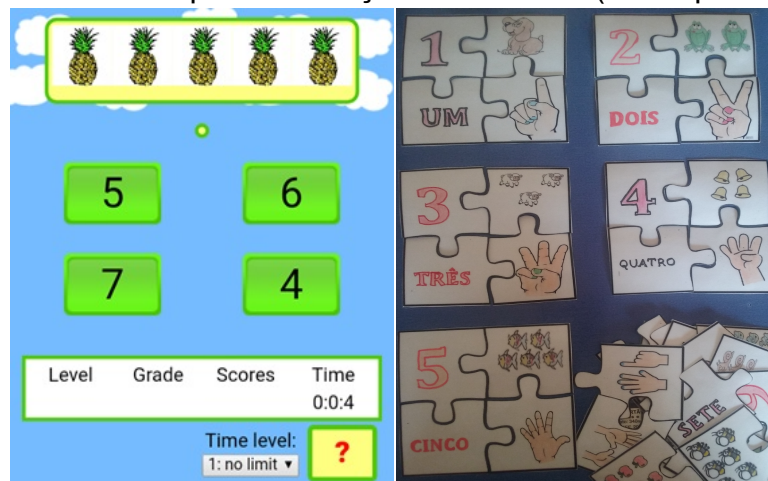 5 6
7 4
Level Grade Scores Time
0:0:4
Time level:
1: no limit
?
1
UM
2
DOIS
3
TRÊS
4
QUATRO
5
CINCO
SETE